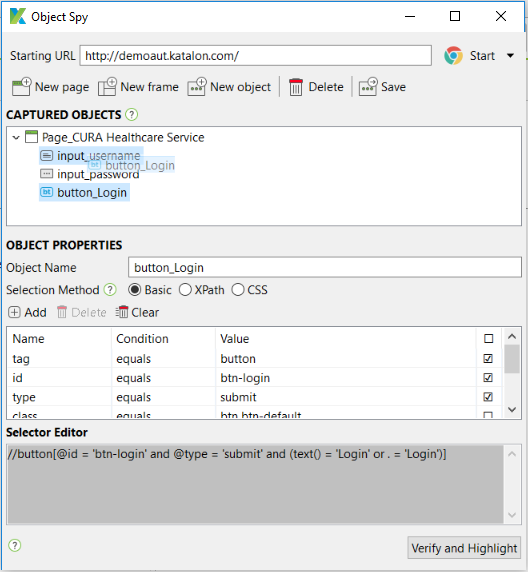 Object Spy
Starting URL http://demoaut.katalon.com/ Start
New page New frame New object Delete Save
CAPTURED OBJECTS
Page_CURA Healthcare Service
input_username
button_Login
input_password
button_Login
OBJECT PROPERTIES
Object Name button_Login
Selection Method Basic XPath CSS
Add Delete Clear
Name Condition Value
tag equals button
id equals btn-login
type equals submit
class equals btn btn-default
Selector Editor
//button[@id = 'btn-login' and @type = 'submit' and (text() = 'Login' or . = 'Login')]
Verify and Highlight